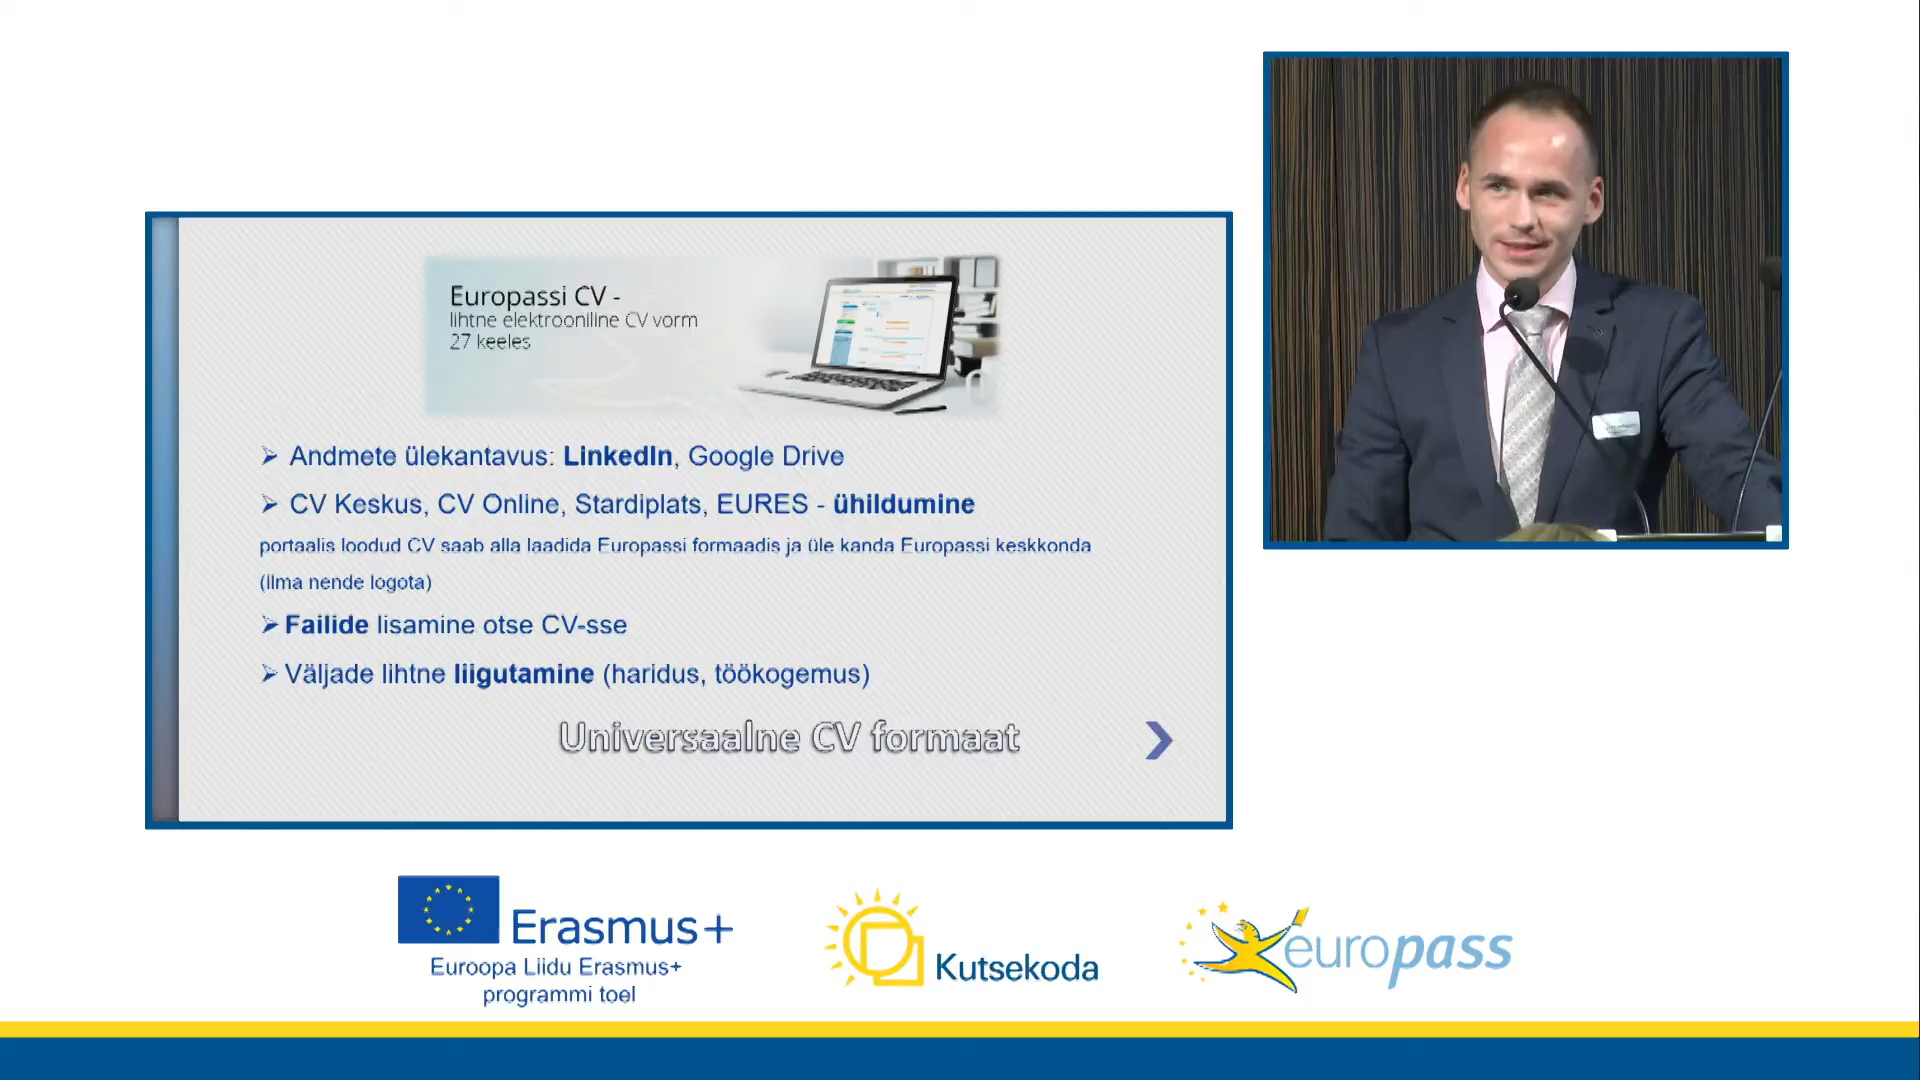 Europassi CV -
lihtne elektrooniline CV vorm
27 keeles
Andmete ülekantavus: LinkedIn, Google Drive
CV Keskus, CV Online, Stardiplats, EURES - ühildumine
portaalis loodud CV saab alla laadida Europassi formaadis ja üle kanda Europassi keskkonda
(ilma nende logota)
Failide lisamine otse CV-sse
Väljade lihtne liigutamine (haridus, töökogemus)
Universaalne CV formaat
Erasmus+
Euroopa Liidu Erasmus+
programmi toel
Kutsekoda
europass